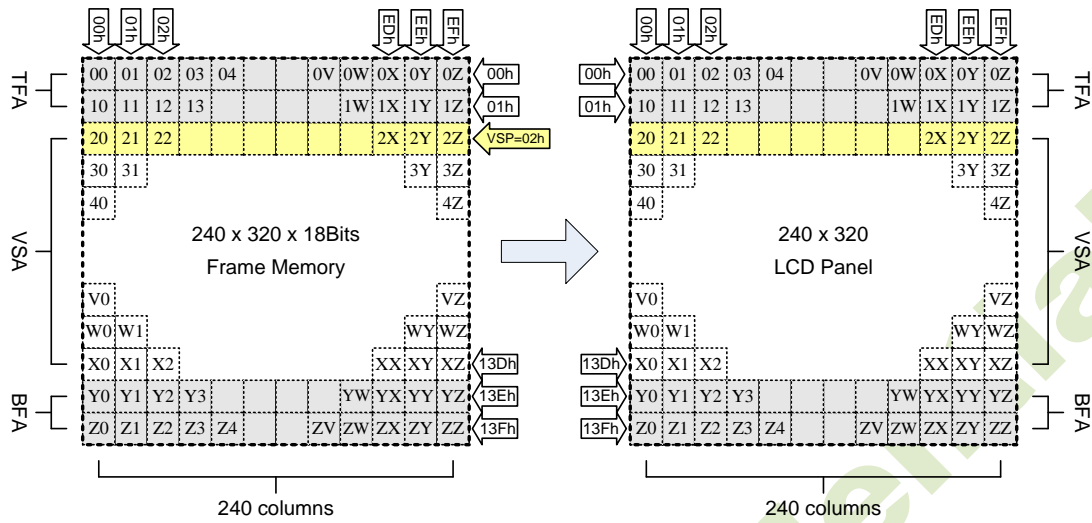 00h 01h 02h EDh EEh EFh 00h 01h 02h EDh EEh EFh
TFA 00 01 02 03 04 0V 0W 0X 0Y 0Z 00h 00h 00 01 02 03 04 0V 0W 0X 0Y 0Z TFA
10 11 12 13 1W 1X 1Y 1Z 01h 01h 10 11 12 13 1W 1X 1Y 1Z
20 21 22 2X 2Y 2Z VSP=02h 20 21 22 2X 2Y 2Z
30 31 3Y 3Z 30 31 3Y 3Z
40 4Z 40 4Z
VSA 240 x 320 x 18Bits 240 x 320 VSA
Frame Memory LCD Panel
V0 VZ V0 VZ
W0 W1 WY WZ W0 W1 WY WZ
X0 X1 X2 XX XY XZ 13Dh 13Dh X0 X1 X2 XX XY XZ
BFA Y0 Y1 Y2 Y3 YW YX YY YZ 13Eh 13Eh Y0 Y1 Y2 Y3 YW YX YY YZ BFA
Z0 Z1 Z2 Z3 Z4 ZV ZW ZX ZY ZZ 13Fh 13Fh Z0 Z1 Z2 Z3 Z4 ZV ZW ZX ZY ZZ
240 columns 240 columns